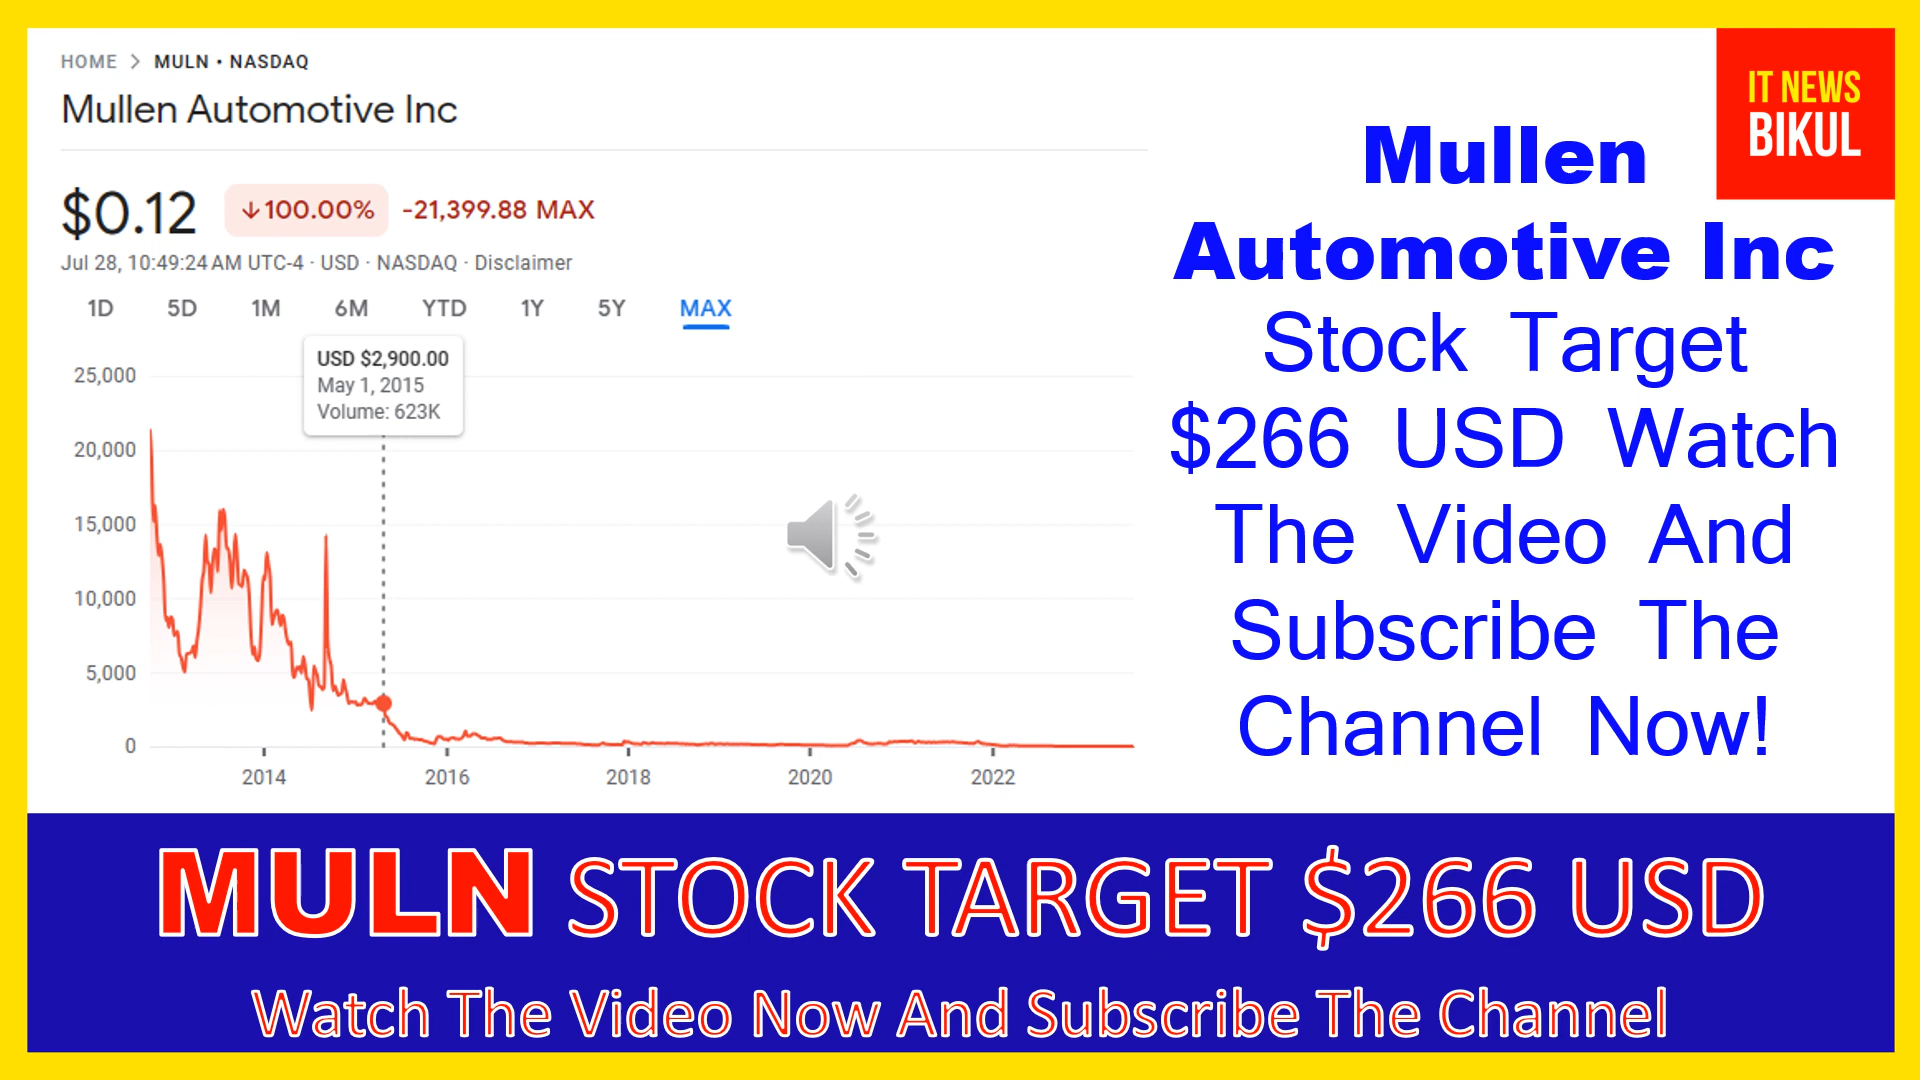 HOME > MULN • NASDAQ
Mullen Automotive Inc
$0.12 ↓100.00% -21,399.88 MAX
Jul 28, 10:49:24 AM UTC-4 · USD · NASDAQ · Disclaimer
1D 5D 1M 6M YTD 1Y 5Y MAX
USD $2,900.00
May 1, 2015
Volume: 623K
25,000
20,000
15,000
10,000
5,000
0
2014 2016 2018 2020 2022
IT NEWS
BIKUL
Mullen
Automotive Inc
Stock Target
$266 USD Watch
The Video And
Subscribe The
Channel Now!
MULN STOCK TARGET $266 USD
Watch The Video Now And Subscribe The Channel